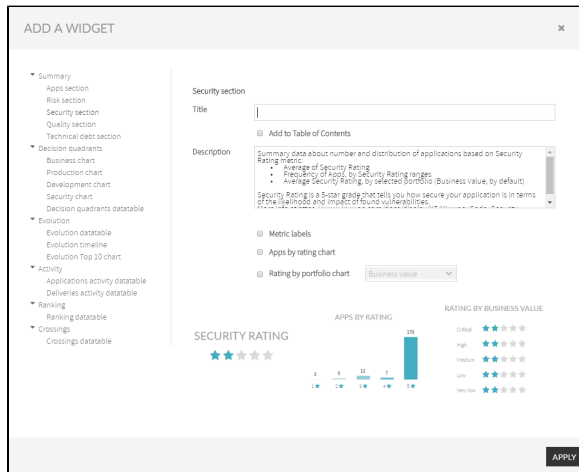 ADD A WIDGET
Summary
Apps section
Risk section
Security section
Quality section
Technical debt section
Decision quadrants
Business chart
Production chart
Development chart
Security chart
Decision quadrants datatable
Evolution
Evolution datatable
Evolution timeline
Evolution Top 10 chart
Activity
Applications activity datatable
Deliveries activity datatable
Ranking
Ranking datatable
Crossings
Crossings datatable
Security section
Title
Add to Table of Contents
Description
Summary data about number and distribution of applications based on Security
Rating metric:
• Average of Security Rating
• Frequency of Apps, by Security Rating ranges
• Average Security Rating, by selected portfolio (Business Value, by default)
Security Rating is a 5-star grade that tells you how secure your application is in terms
of the likelihood and impact of found vulnerabilities.
Metric labels
Apps by rating chart
Rating by portfolio chart
Business value
SECURITY RATING
APPS BY RATING
3 5 12 7 175
1★ 2★ 3★ 4★ 5★
RATING BY BUSINESS VALUE
Critical
High
Medium
Low
Very low
APPLY